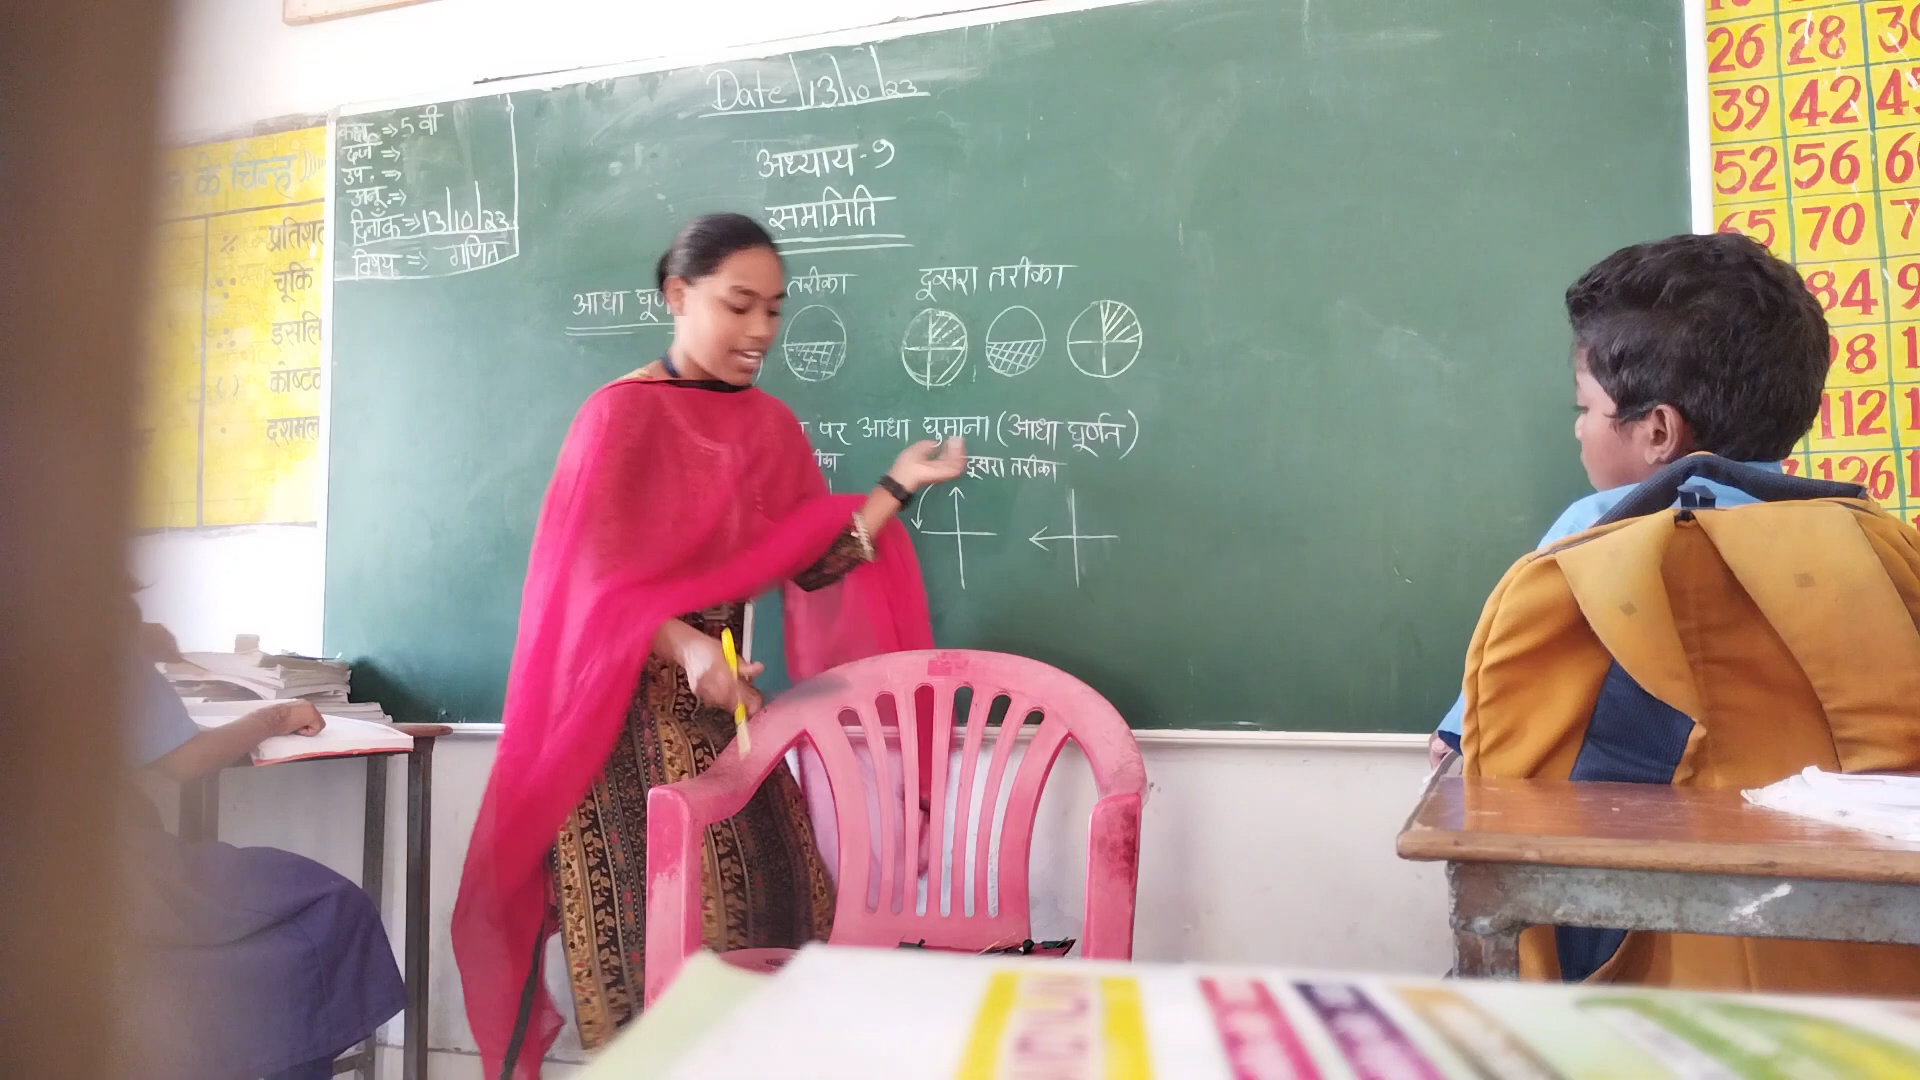 Date 13/10/23
कक्षा => 5 वी
दर्ज =>
उप. =>
अनु. =>
दिनाँक => 13/10/23
विषय => गणित
अध्याय-9
सममिति
आधा घूर्ण
तरीका
दूसरा तरीका
पर आधा घुमाना (आधा घूर्णन)
दूसरा तरीका
के चिन्ह
% प्रतिशत
∵ चूकि
∴ इसलि
( ) कोष्टक
. दशमल
26 28 30
39 42 45
52 56 60
65 70 7
84 9
98 1
112 1
126 1